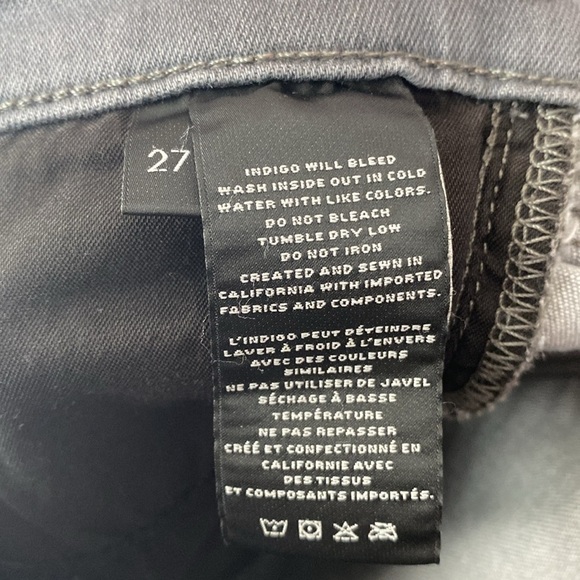 27
INDIGO WILL BLEED
WASH INSIDE OUT IN COLD
WATER WITH LIKE COLORS.
DO NOT BLEACH
TUMBLE DRY LOW
DO NOT IRON
CREATED AND SEWN IN
CALIFORNIA WITH IMPORTED
FABRICS AND COMPONENTS.
L'INDIGO PEUT DÉTEINDRE
LAVER À FROID À L'ENVERS
AVEC DES COULEURS
SIMILAIRES
NE PAS UTILISER DE JAVEL
SÉCHAGE À BASSE
TEMPÉRATURE
NE PAS REPASSER
CRÉÉ ET CONFECTIONNÉ EN
CALIFORNIE AVEC
DES TISSUS
ET COMPOSANTS IMPORTÉS.